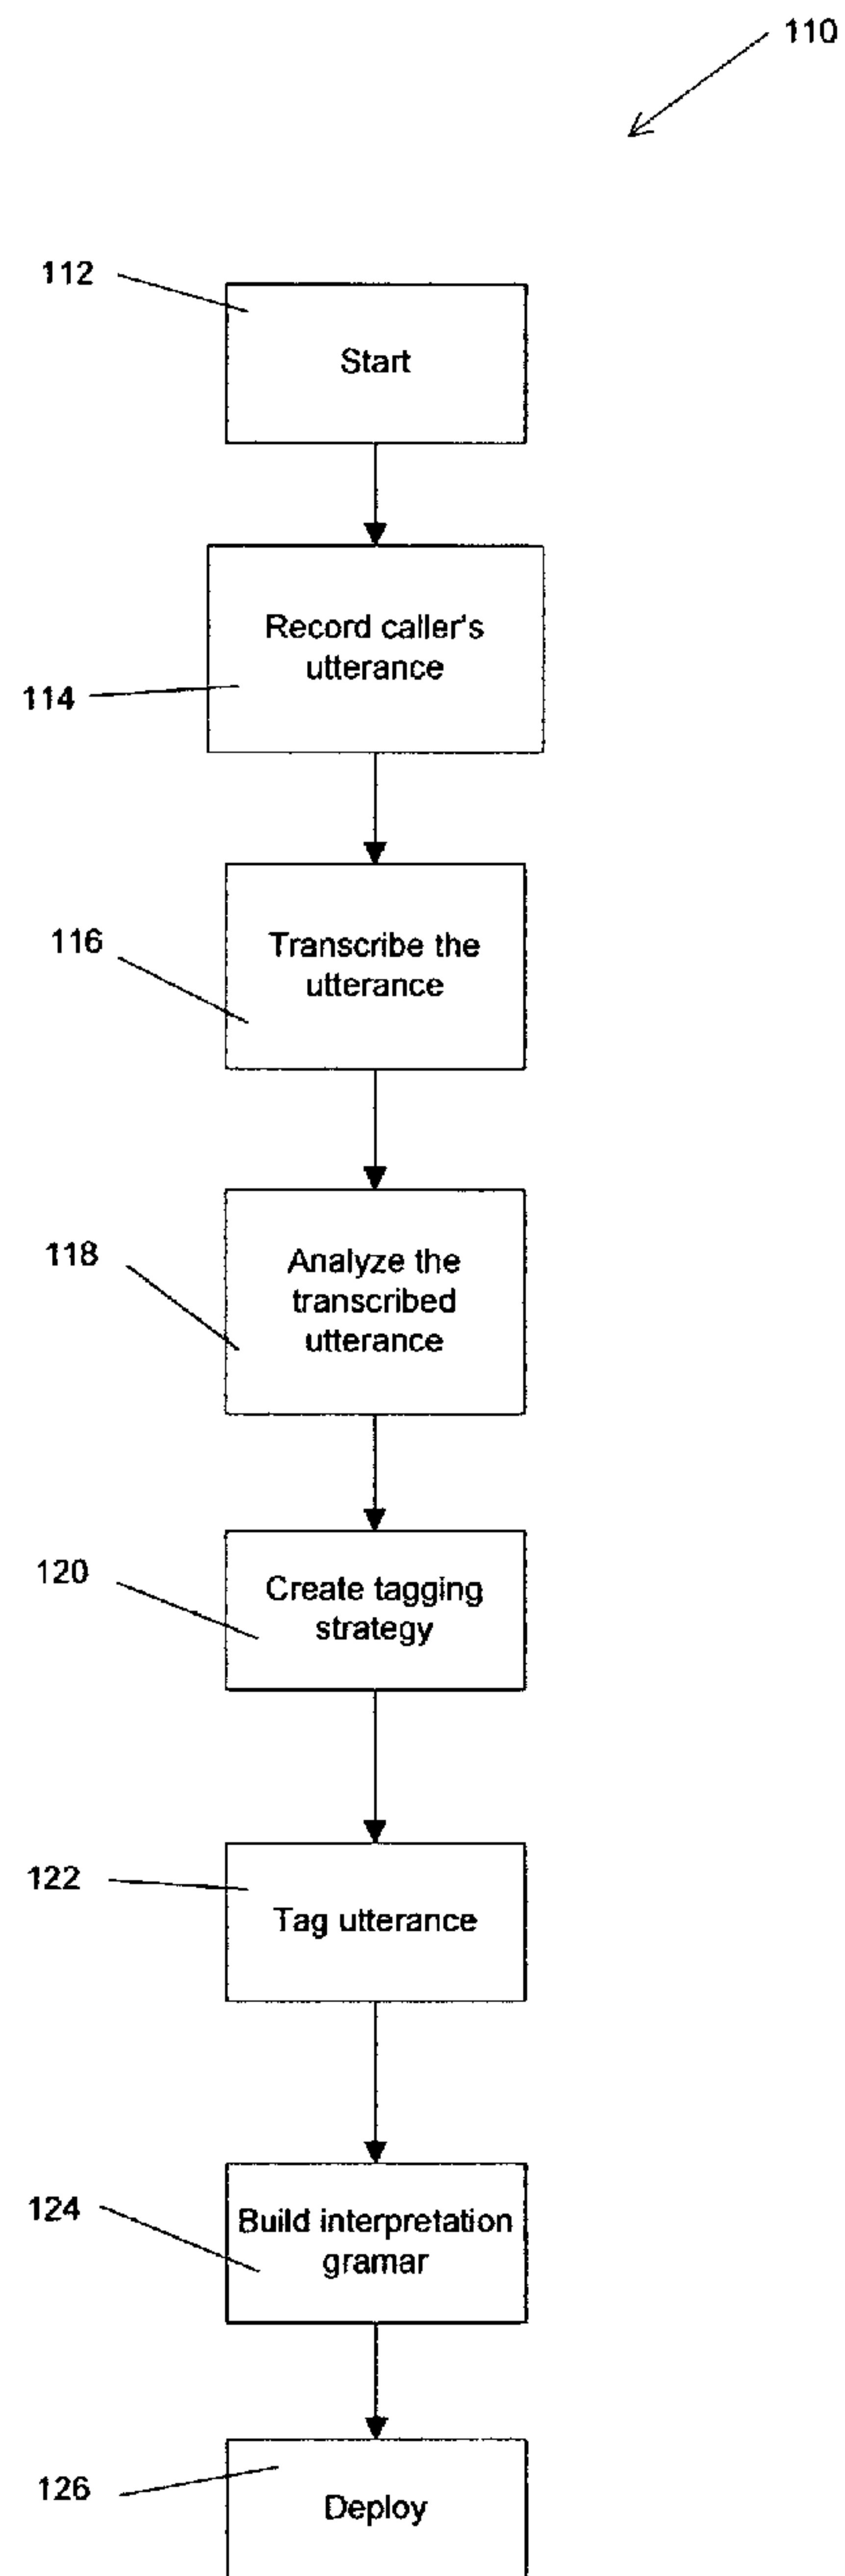 110
112
Start
Record caller's
utterance
114
116
Transcribe the
utterance
118
Analyze the
transcribed
utterance
120
Create tagging
strategy
122
Tag utterance
124
Build interpretation
gramar
126
Deploy